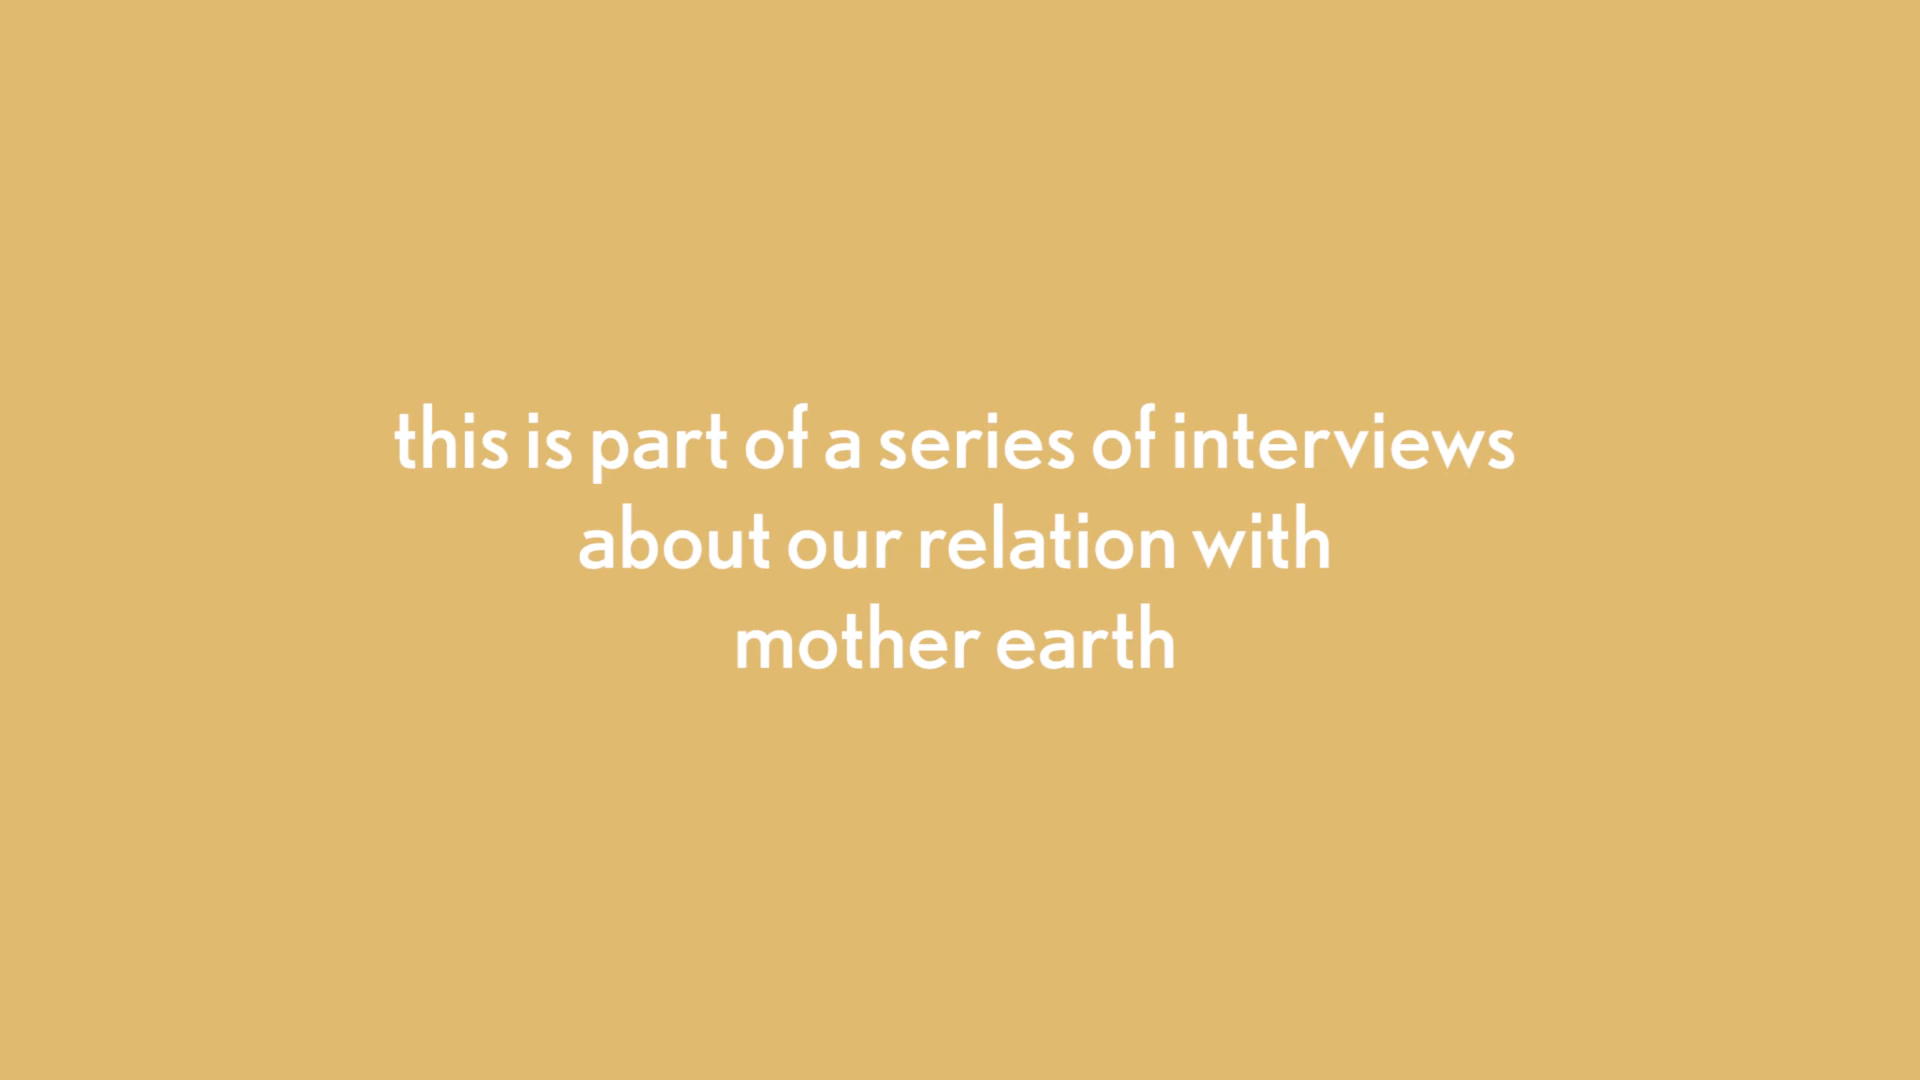 this is part of a series of interviews
about our relation with
mother earth